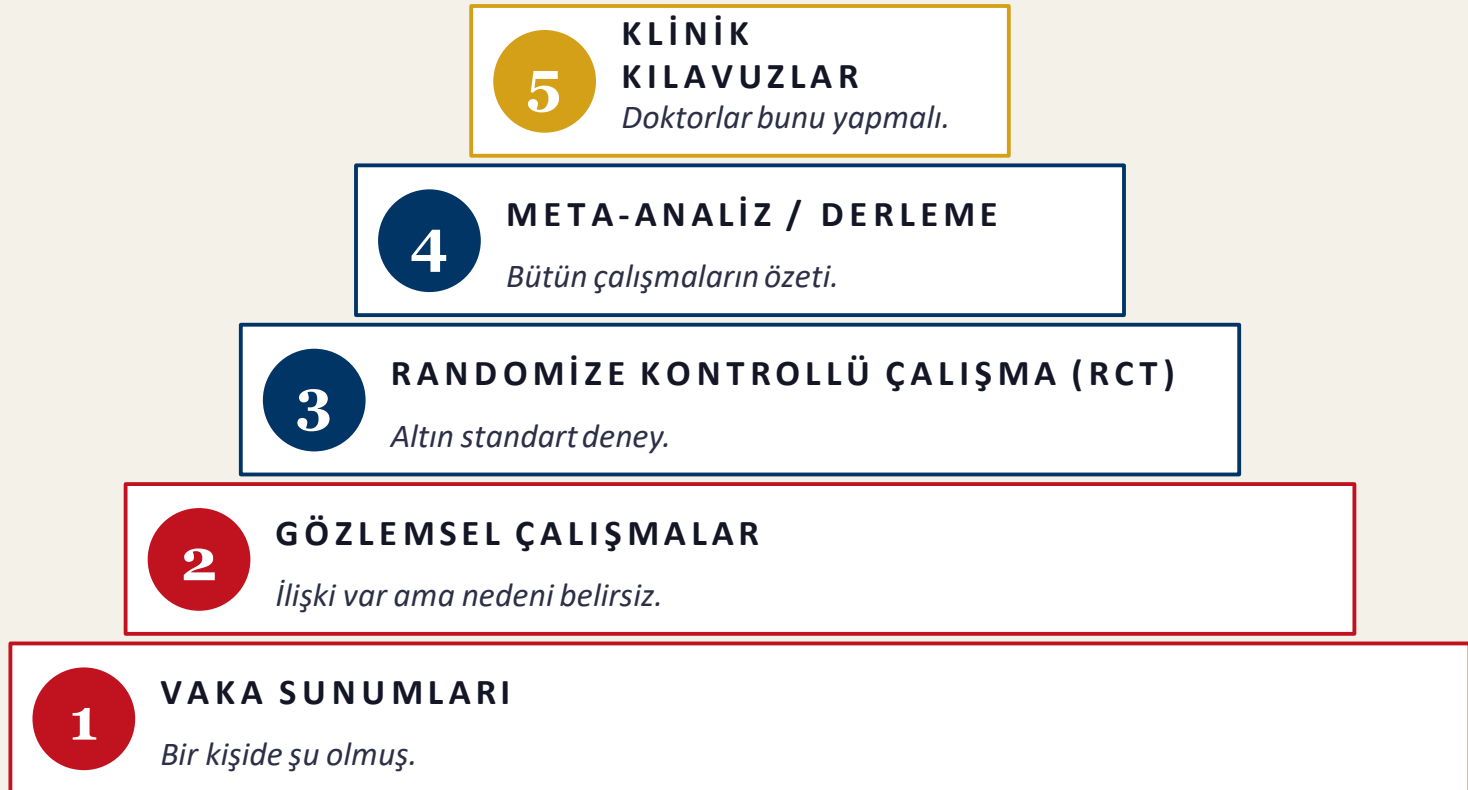 5
KLİNİK
KILAVUZLAR
Doktorlar bunu yapmalı.
4
META-ANALİZ / DERLEME
Bütün çalışmaların özeti.
3
RANDOMİZE KONTROLLÜ ÇALIŞMA (RCT)
Altın standart deney.
2
GÖZLEMSEL ÇALIŞMALAR
İlişki var ama nedeni belirsiz.
1
VAKA SUNUMLARI
Bir kişide şu olmuş.